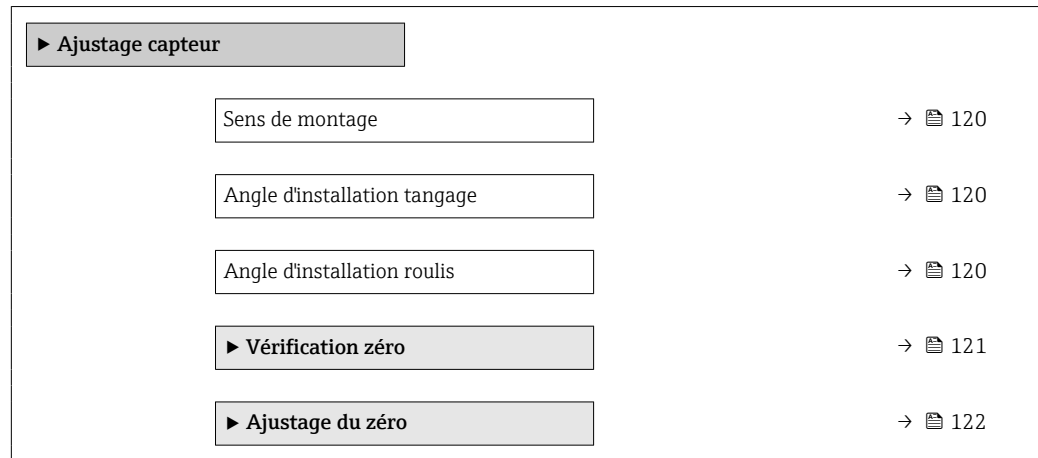 ▶ Ajustage capteur
Sens de montage → 120
Angle d'installation tangage → 120
Angle d'installation roulis → 120
▶ Vérification zéro → 121
▶ Ajustage du zéro → 122